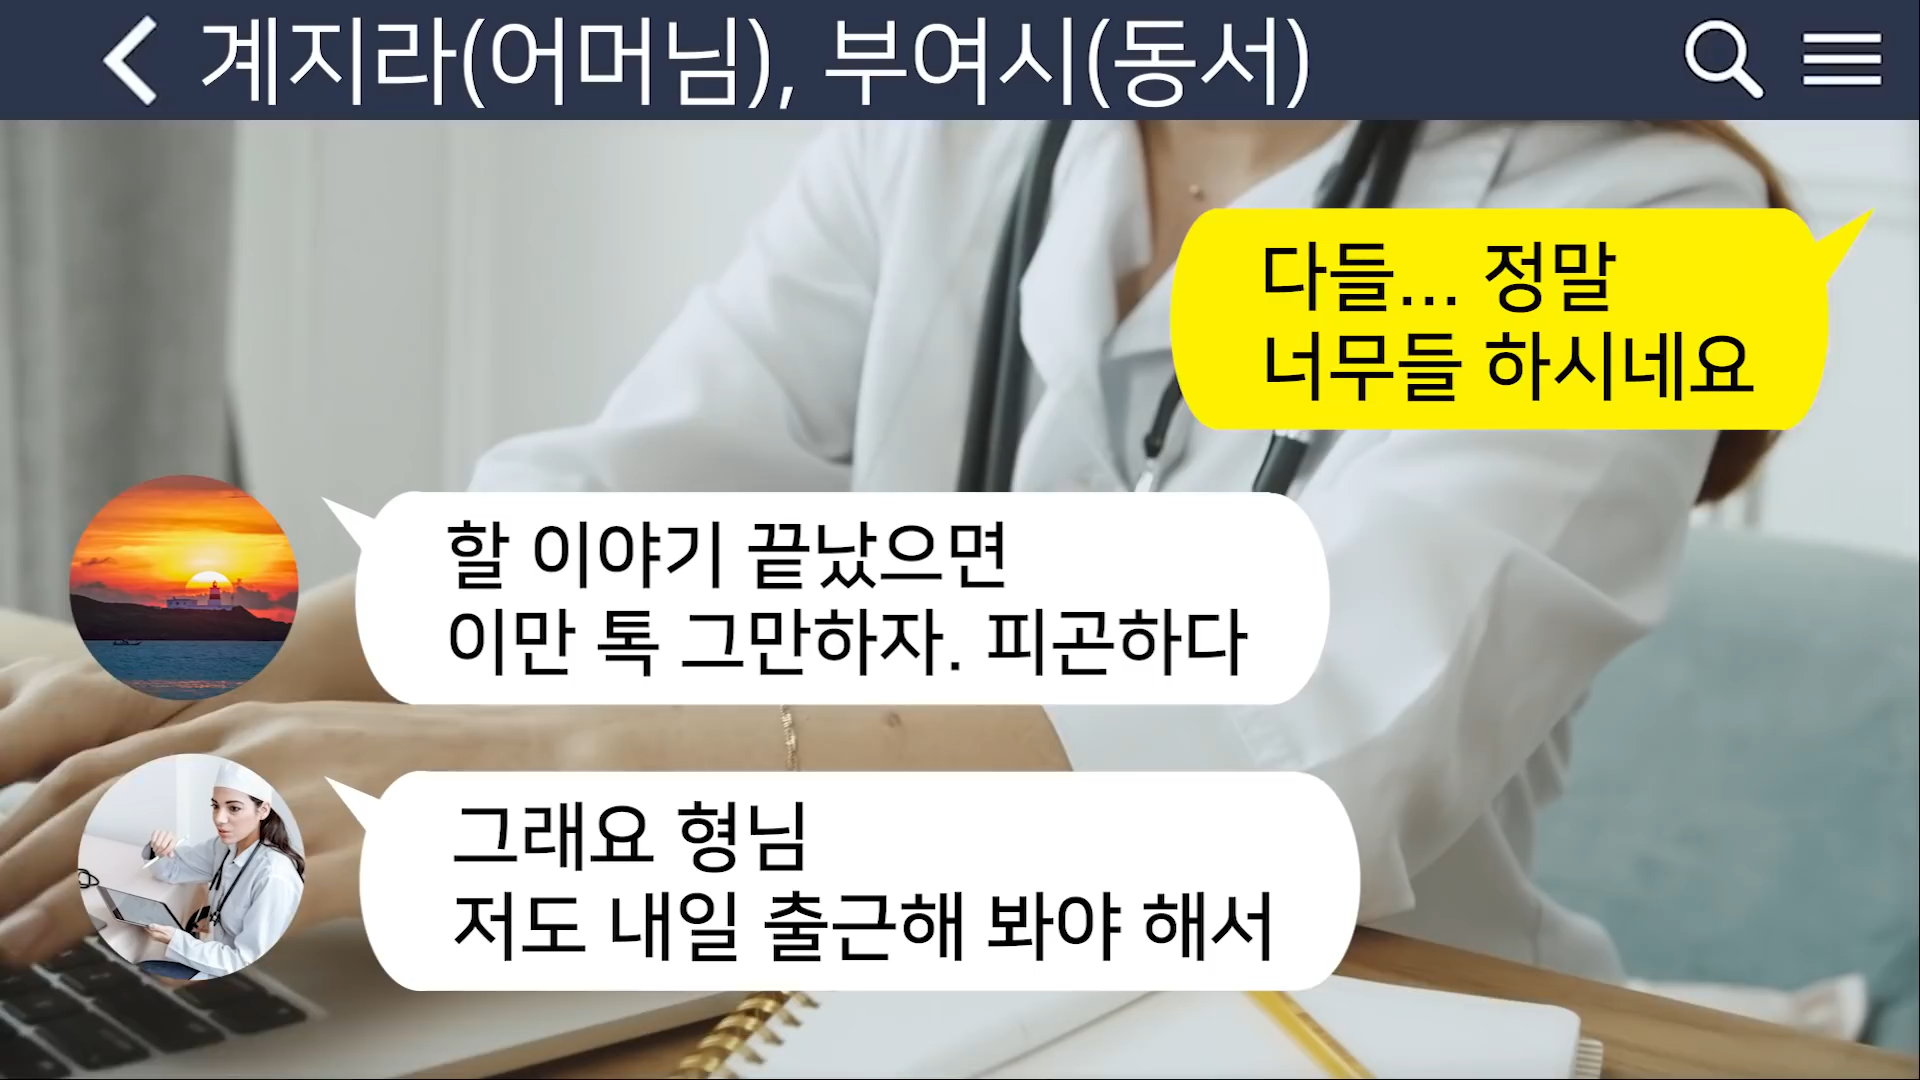 계지라(어머님), 부여시(동서)
다들... 정말
너무들 하시네요
할 이야기 끝났으면
이만 톡 그만하자. 피곤하다
그래요 형님
저도 내일 출근해 봐야 해서